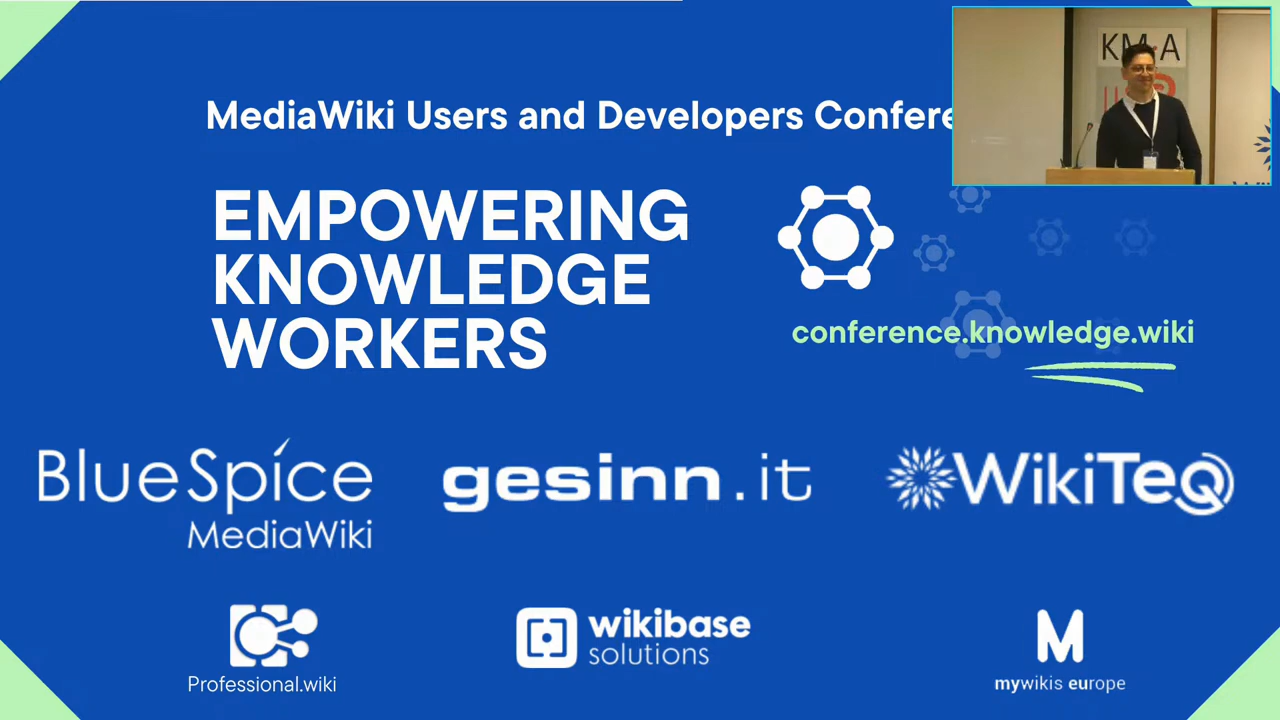 MediaWiki Users and Developers Confere
KM:A
EMPOWERING
KNOWLEDGE
WORKERS
conference.knowledge.wiki
BlueSpice
MediaWiki
gesinn.it
WikiTeQ
Professional.wiki
wikibase
solutions
M
mywikis europe